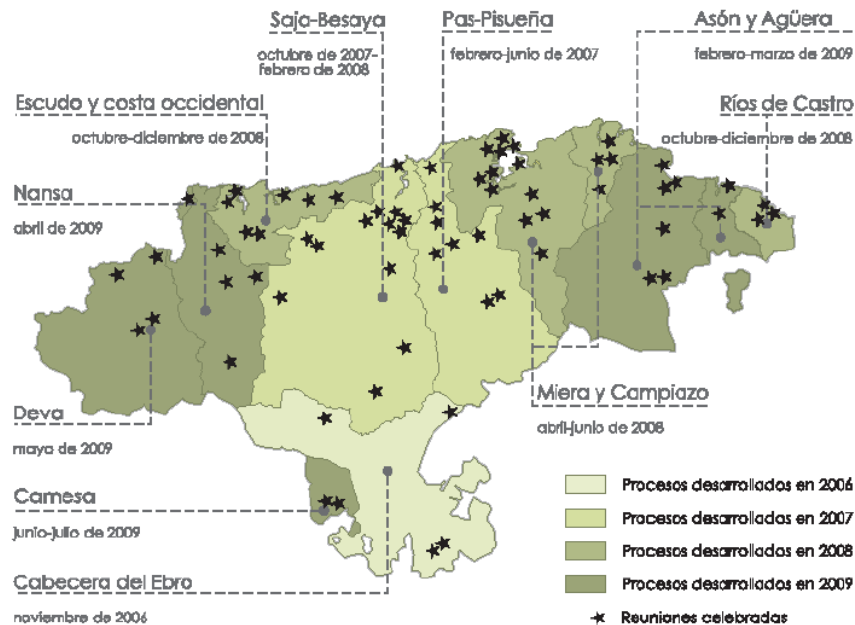 Saja-Besaya
octubre de 2007-
febrero de 2008
Pas-Pisueña
febrero-junio de 2007
Asón y Agüera
febrero-marzo de 2009
Escudo y costa occidental
octubre-diciembre de 2008
Ríos de Castro
octubre-diciembre de 2008
Nansa
abril de 2009
Deva
mayo de 2009
Miera y Campiazo
abril-junio de 2008
Camesa
junio-julio de 2009
Cabecera del Ebro
noviembre de 2006
Procesos desarrollados en 2006
Procesos desarrollados en 2007
Procesos desarrollados en 2008
Procesos desarrollados en 2009
Reuniones celebradas